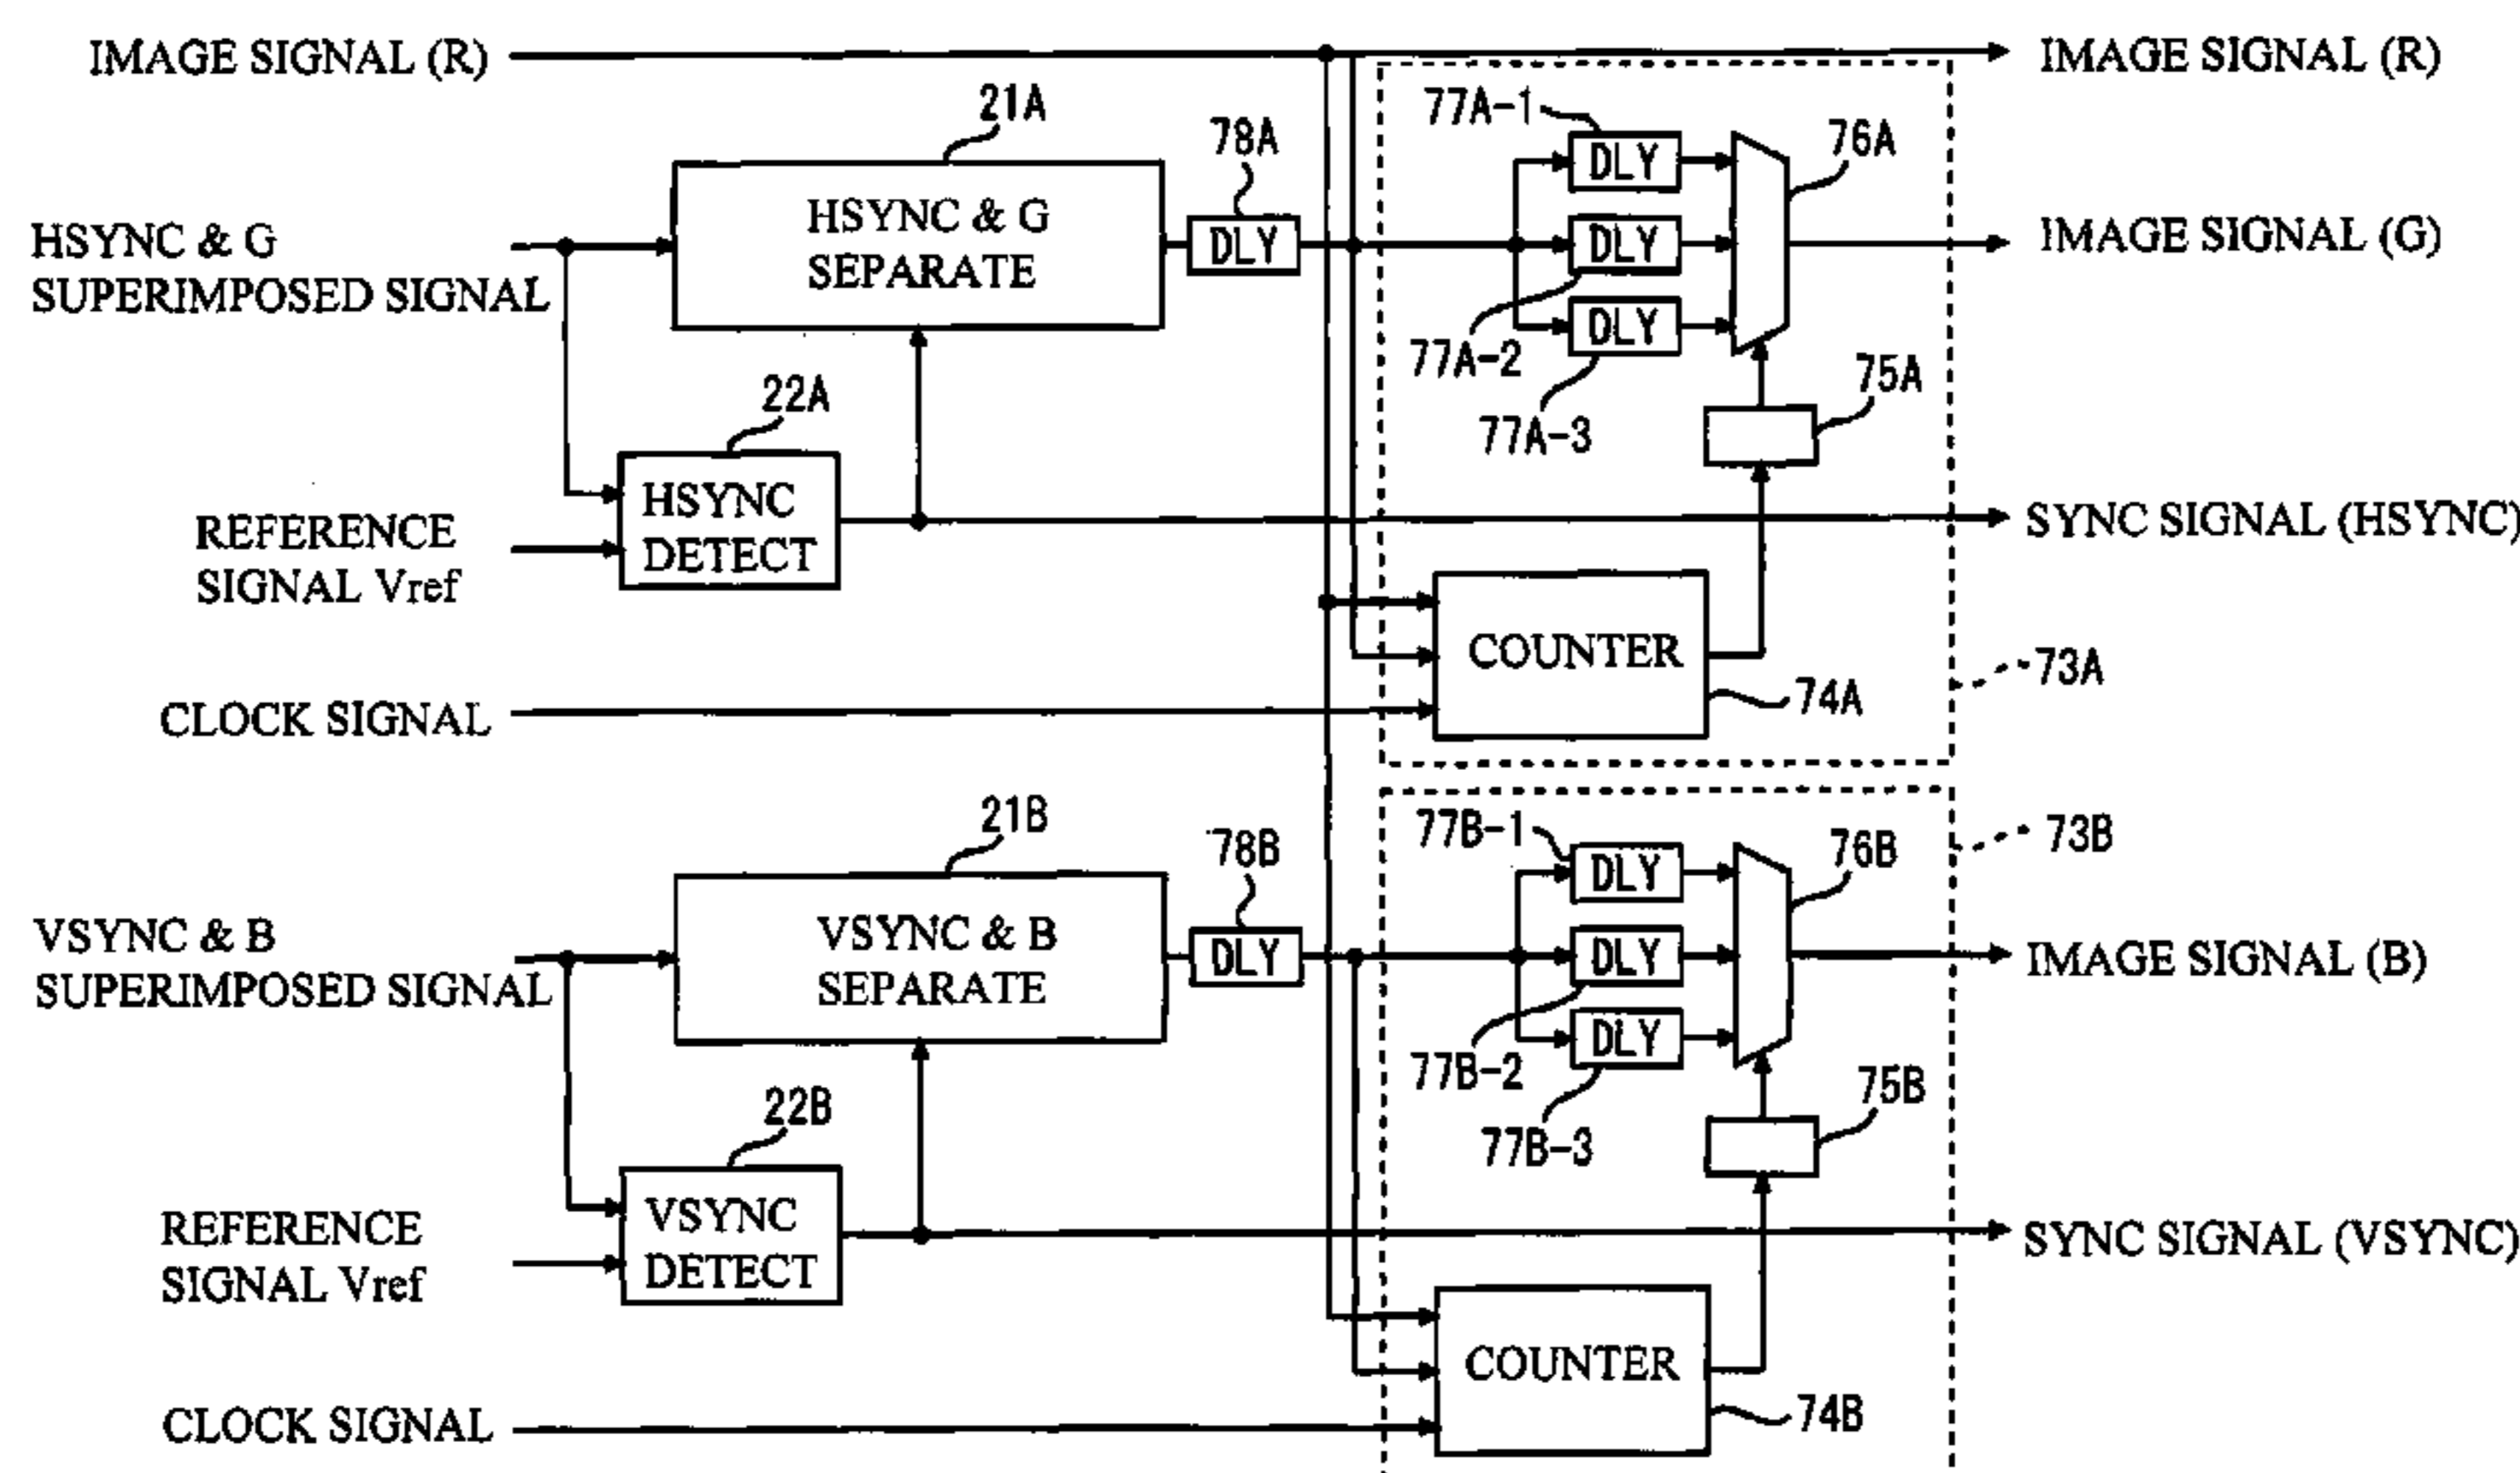 IMAGE SIGNAL (R)
IMAGE SIGNAL (R)
21A
78A
77A-1
76A
DLY
HSYNC & G
SUPERIMPOSED SIGNAL
HSYNC & G
SEPARATE
DLY
DLY
IMAGE SIGNAL (G)
DLY
77A-2
77A-3
75A
22A
REFERENCE
SIGNAL Vref
HSYNC
DETECT
SYNC SIGNAL (HSYNC)
COUNTER
73A
74A
CLOCK SIGNAL
21B
78B
77B-1
76B
73B
DLY
VSYNC & B
SUPERIMPOSED SIGNAL
VSYNC & B
SEPARATE
DLY
DLY
IMAGE SIGNAL (B)
DLY
77B-2
77B-3
75B
22B
REFERENCE
SIGNAL Vref
VSYNC
DETECT
SYNC SIGNAL (VSYNC)
COUNTER
74B
CLOCK SIGNAL